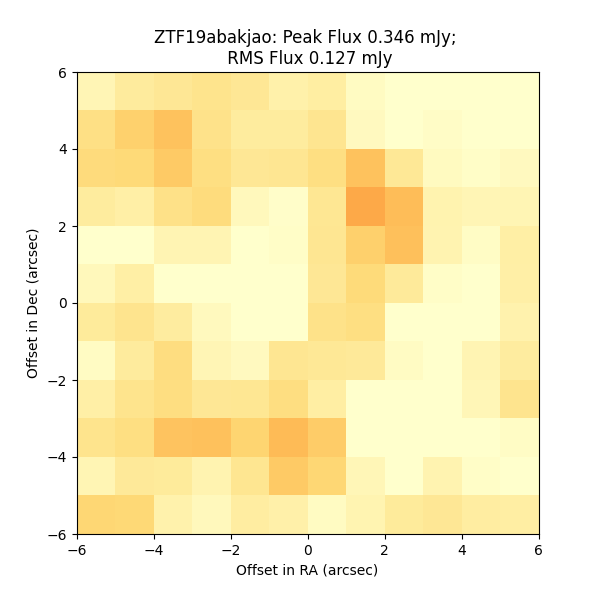 ZTF19abakjao: Peak Flux 0.346 mJy;
RMS Flux 0.127 mJy
6
4
2
0
−2
−4
−6
Offset in Dec (arcsec)
−6 −4 −2 0 2 4 6
Offset in RA (arcsec)